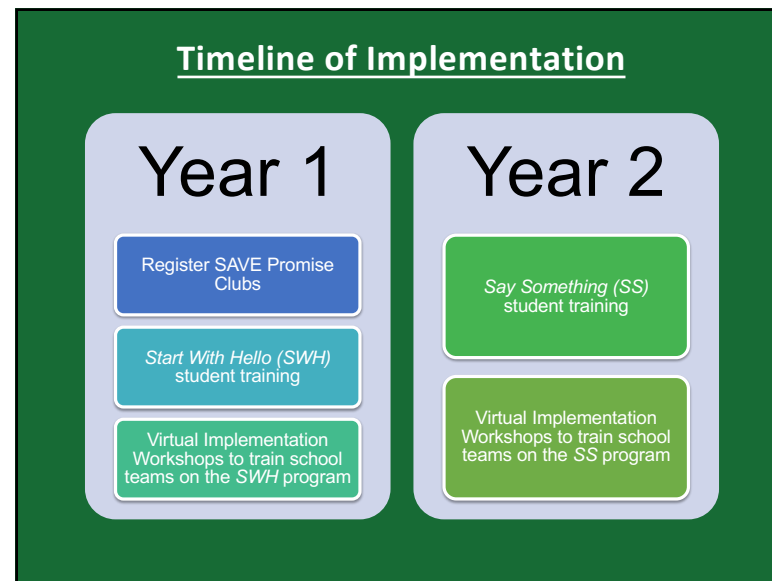 Timeline of Implementation
Year 1
Register SAVE Promise
Clubs
Start With Hello (SWH)
student training
Virtual Implementation
Workshops to train school
teams on the SWH program
Year 2
Say Something (SS)
student training
Virtual Implementation
Workshops to train school
teams on the SS program